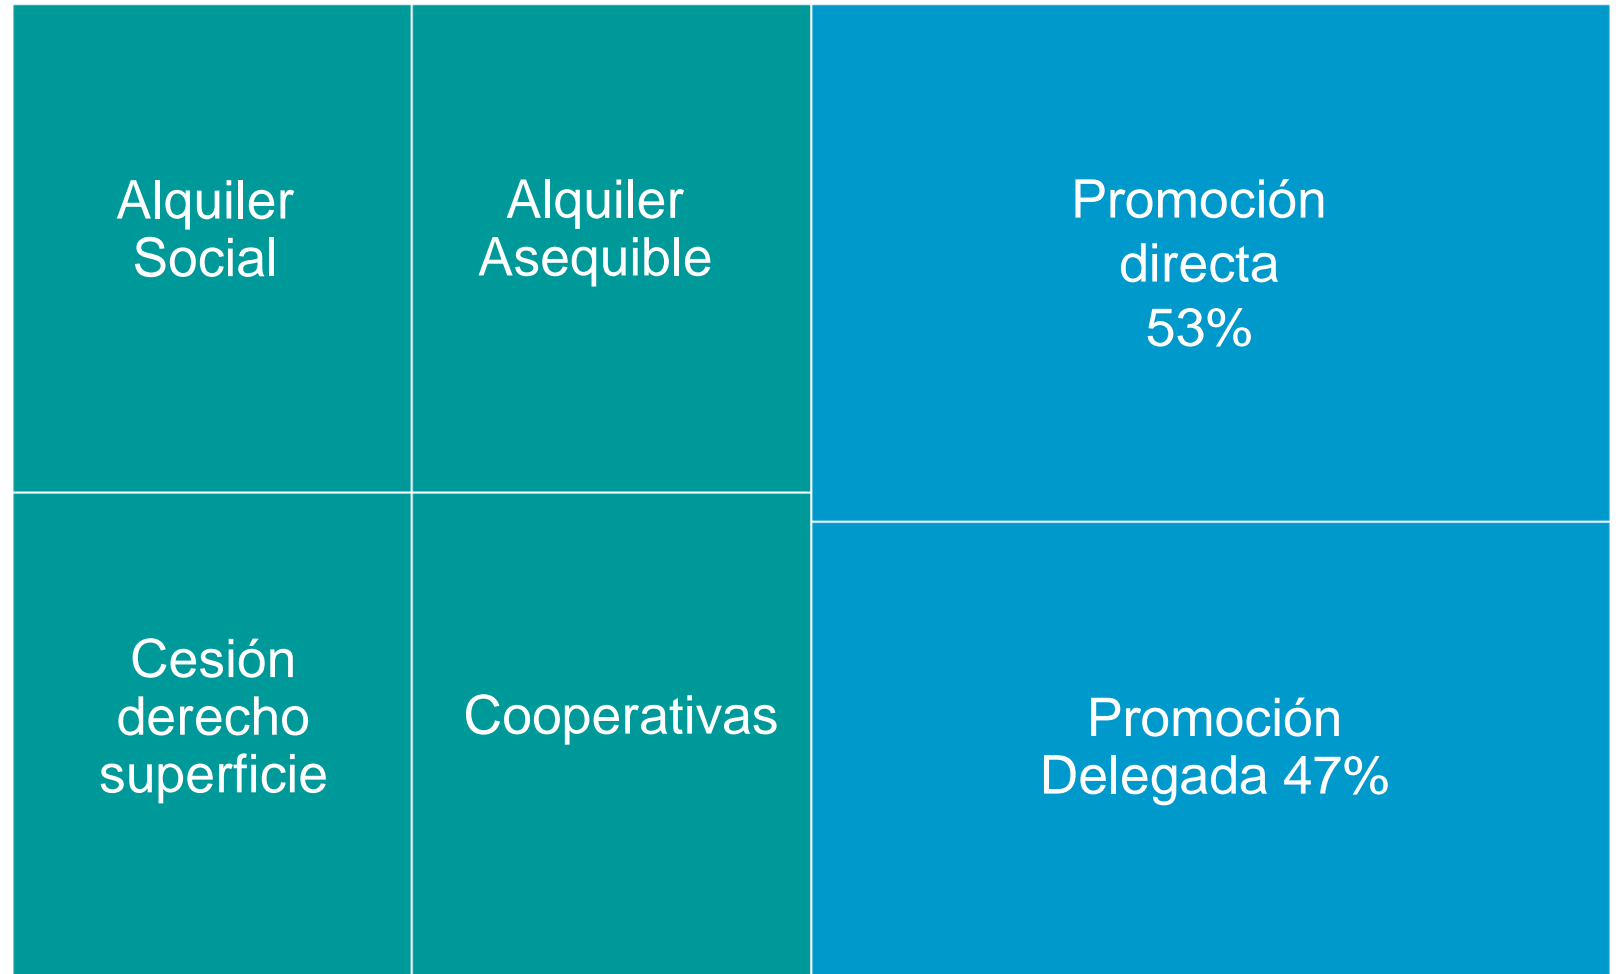 Alquiler
Social
Alquiler
Asequible
Promoción
directa
53%
Cesión
derecho
superficie
Cooperativas
Promoción
Delegada 47%